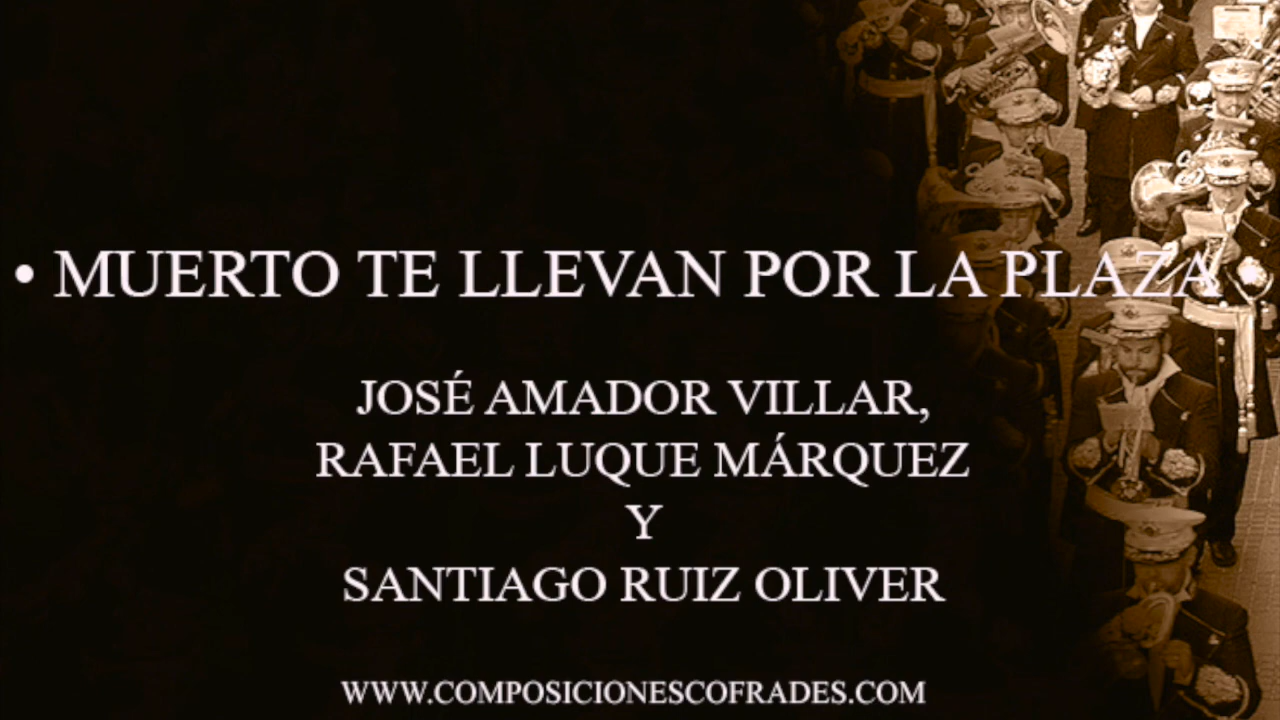 • MUERTO TE LLEVAN POR LA PLAZA
JOSÉ AMADOR VILLAR,
RAFAEL LUQUE MÁRQUEZ
Y
SANTIAGO RUIZ OLIVER
WWW.COMPOSICIONESCOFRADES.COM